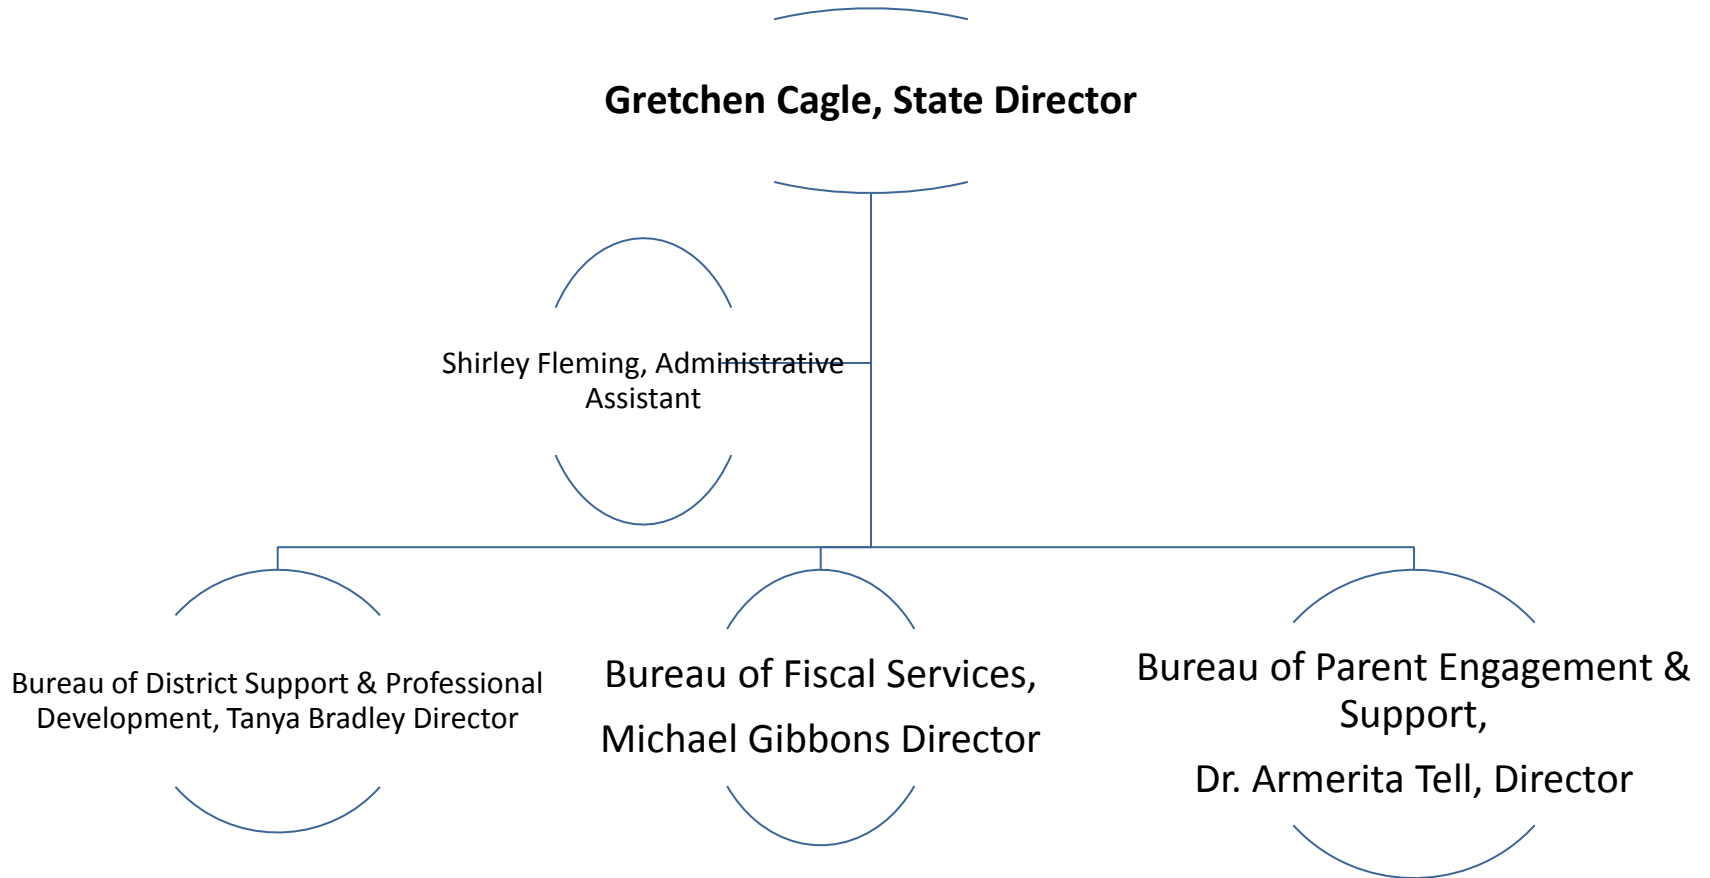 Gretchen Cagle, State Director
Shirley Fleming, Administrative
Assistant
Bureau of District Support & Professional
Development, Tanya Bradley Director
Bureau of Fiscal Services,
Michael Gibbons Director
Bureau of Parent Engagement &
Support,
Dr. Armerita Tell, Director